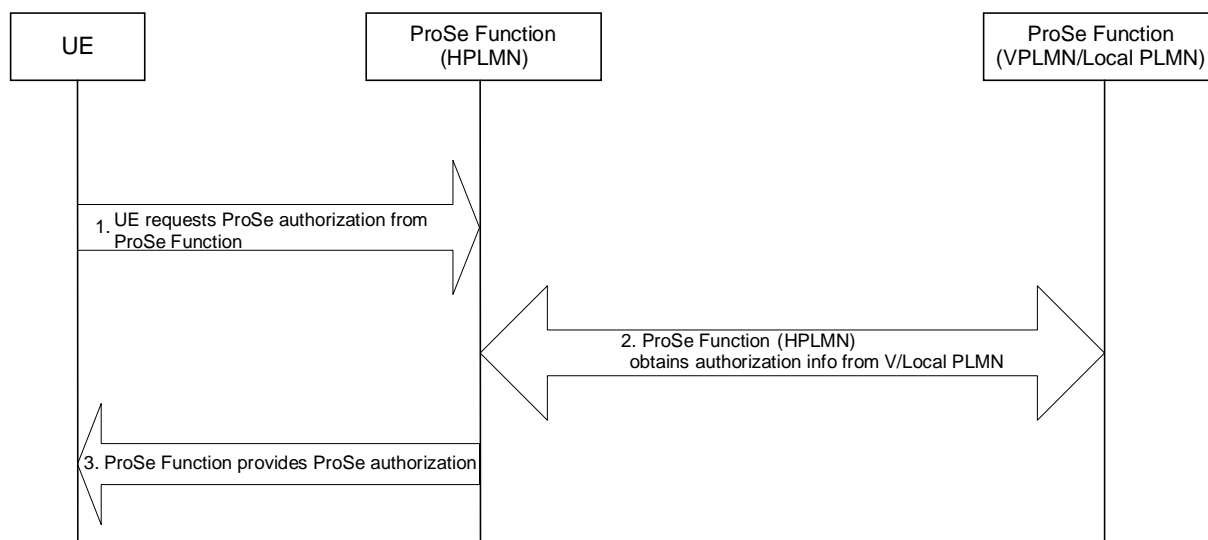 UE
ProSe Function
(HPLMN)
ProSe Function
(VPLMN/Local PLMN)
1. UE requests ProSe authorization from
ProSe Function
2. ProSe Function (HPLMN)
obtains authorization info from V/Local PLMN
3. ProSe Function provides ProSe authorization